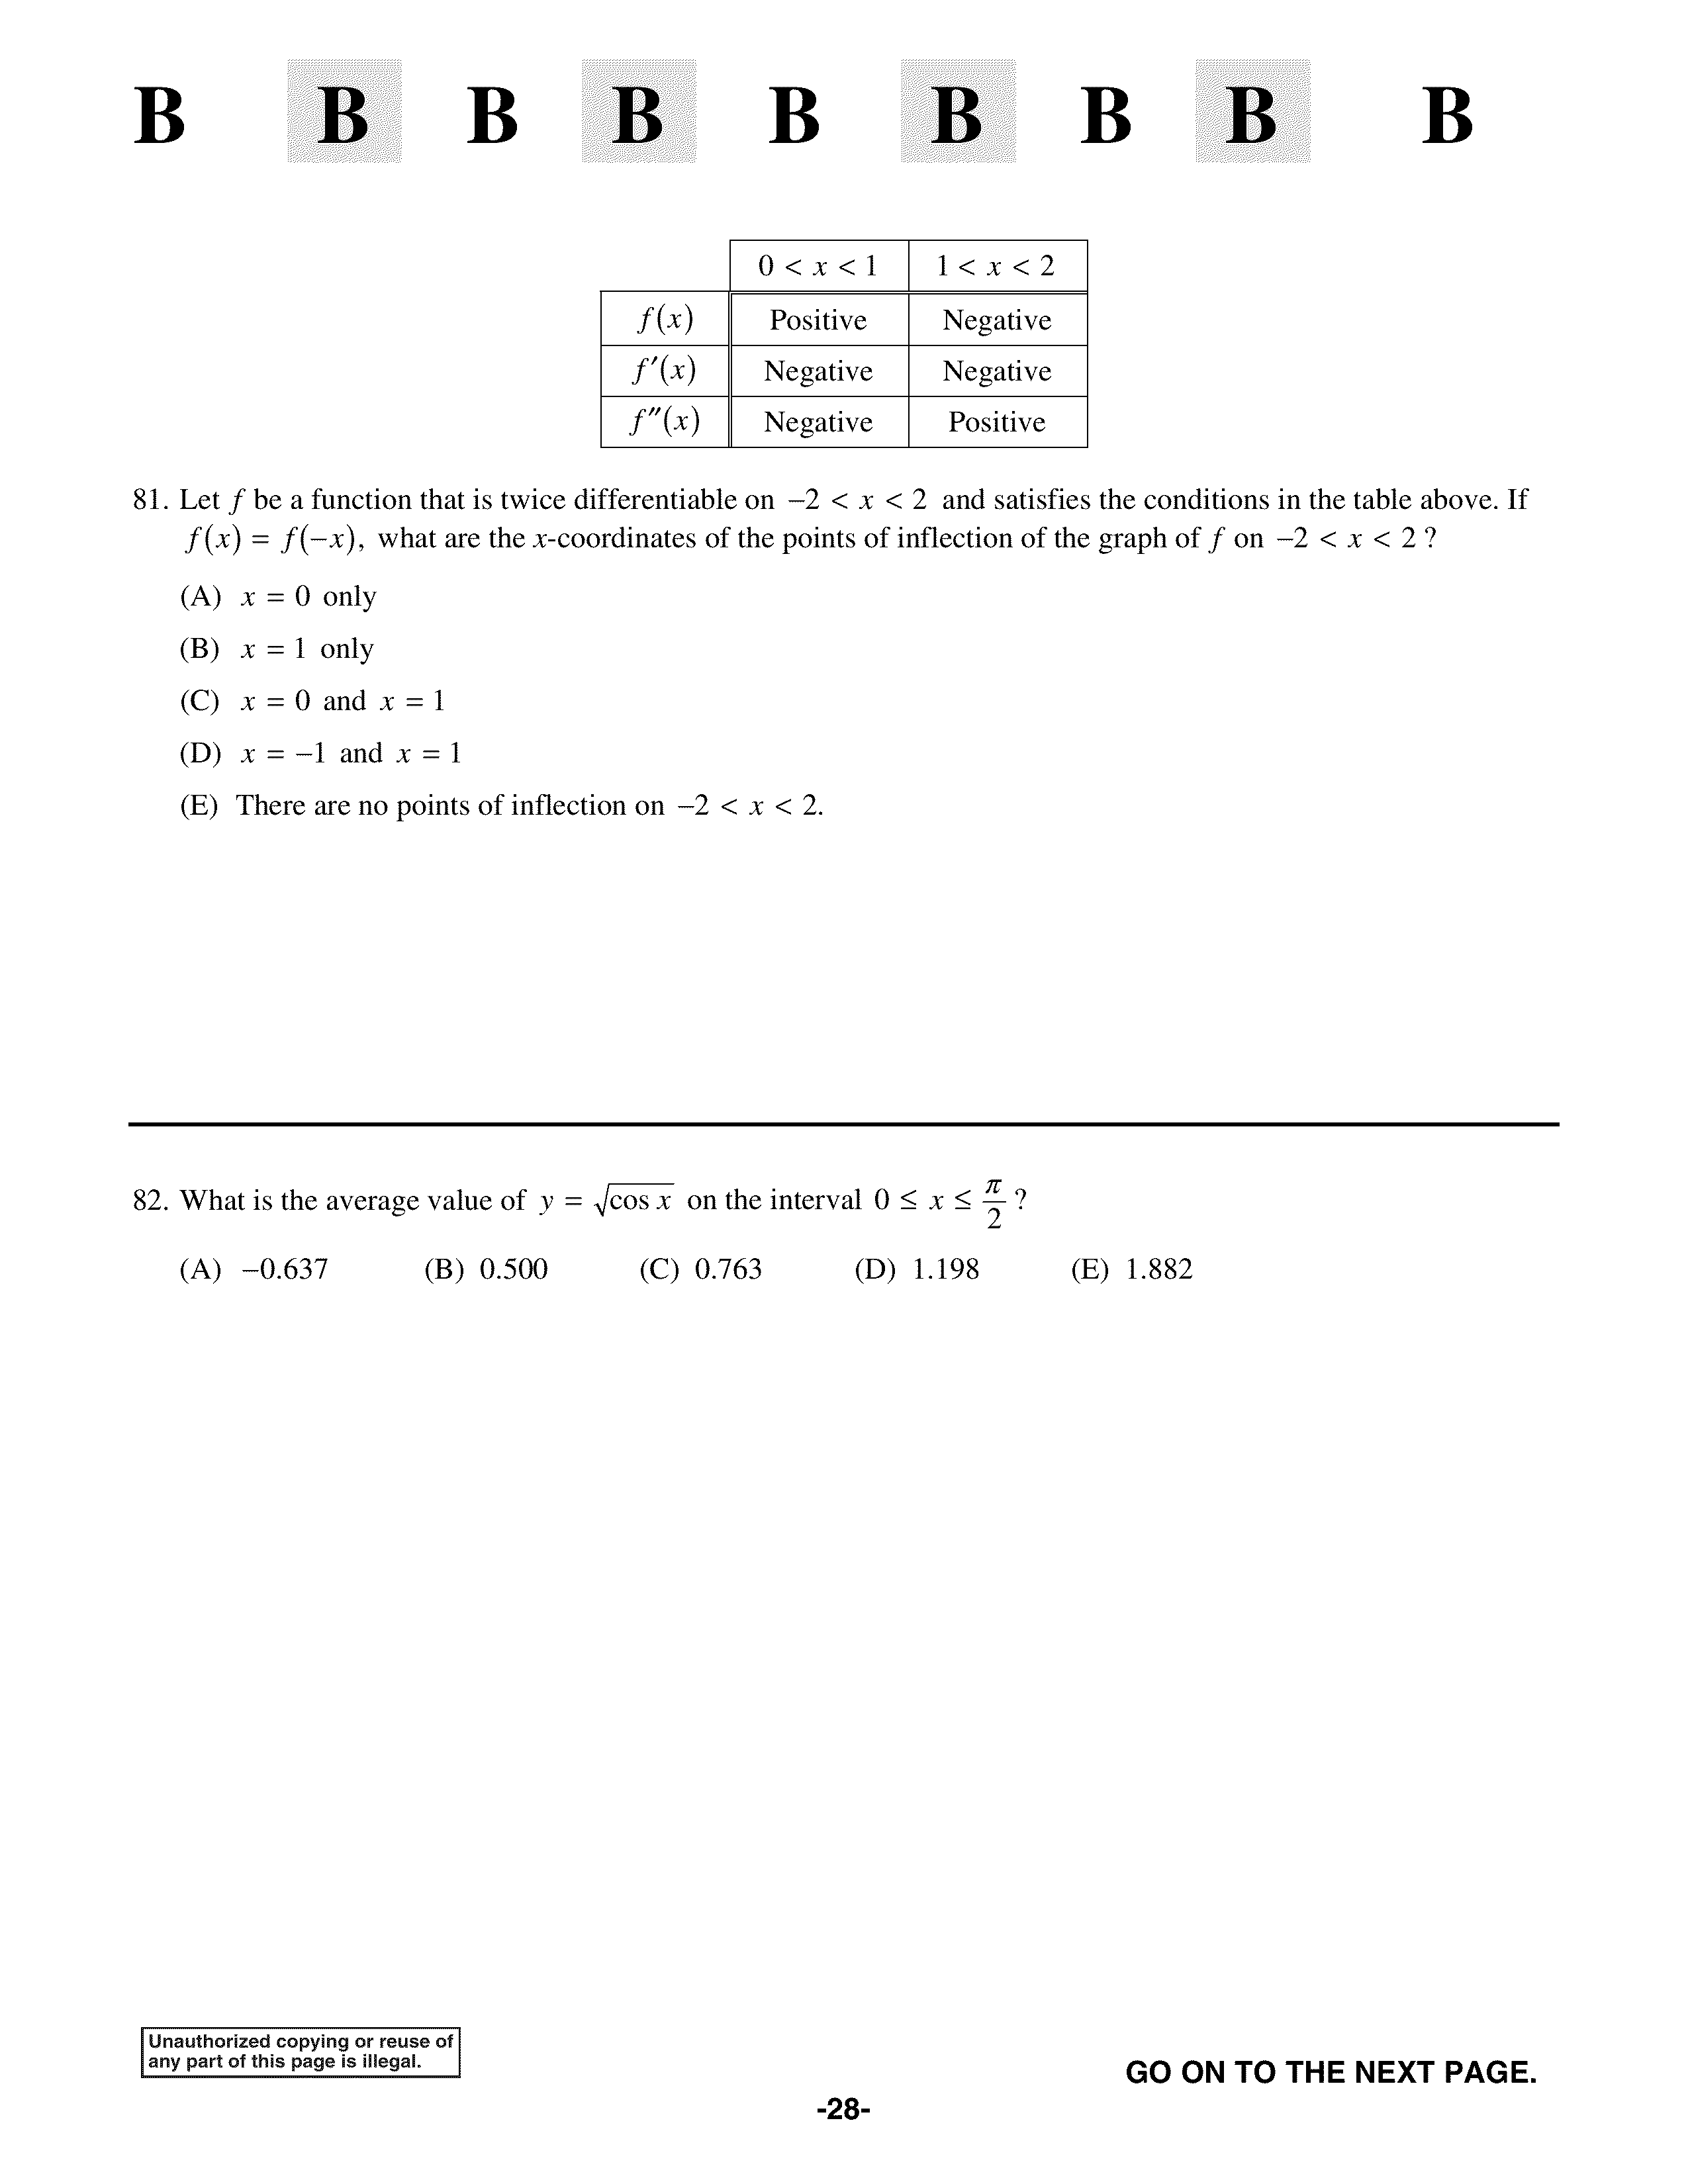 B B B B B B B B B
0 < x < 1 1 < x < 2
f(x) Positive Negative
f′(x) Negative Negative
f″(x) Negative Positive
81. Let f be a function that is twice differentiable on −2 < x < 2 and satisfies the conditions in the table above. If
f(x) = f(−x), what are the x-coordinates of the points of inflection of the graph of f on −2 < x < 2 ?
(A) x = 0 only
(B) x = 1 only
(C) x = 0 and x = 1
(D) x = −1 and x = 1
(E) There are no points of inflection on −2 < x < 2.
82. What is the average value of y = √cos x on the interval 0 ≤ x ≤ π/2 ?
(A) −0.637 (B) 0.500 (C) 0.763 (D) 1.198 (E) 1.882
Unauthorized copying or reuse of
any part of this page is illegal.
GO ON TO THE NEXT PAGE.
-28-